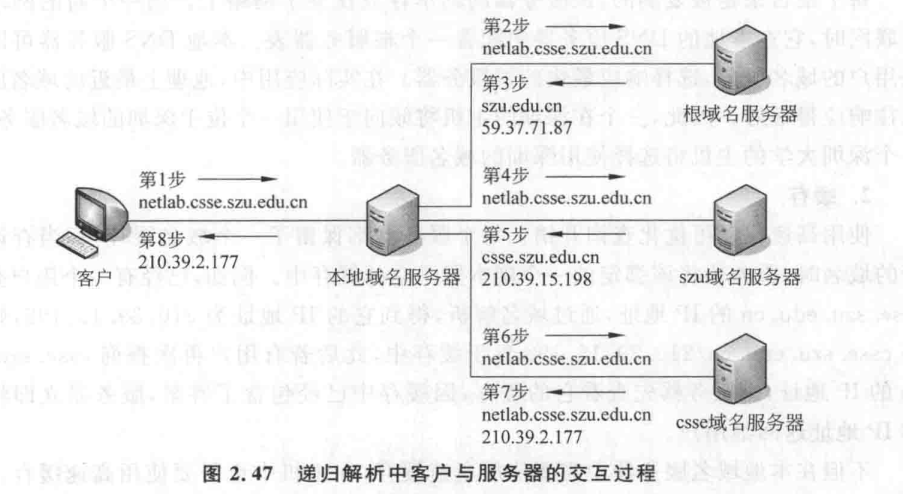 第2步
netlab.csse.szu.edu.cn
第3步
szu.edu.cn
59.37.71.87
根域名服务器
第1步
netlab.csse.szu.edu.cn
第8步
210.39.2.177
客户
本地域名服务器
第4步
netlab.csse.szu.edu.cn
第5步
csse.szu.edu.cn
210.39.15.198
szu域名服务器
第6步
netlab.csse.szu.edu.cn
第7步
netlab.csse.szu.edu.cn
210.39.2.177
csse域名服务器
图 2.47 递归解析中客户与服务器的交互过程